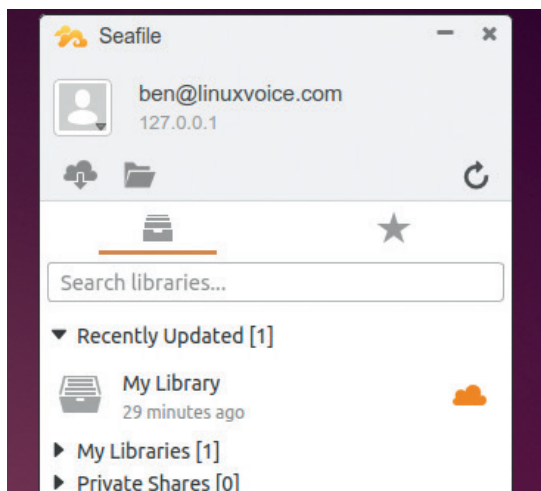 Seafile
ben@linuxvoice.com
127.0.0.1
Search libraries...
Recently Updated [1]
My Library
29 minutes ago
My Libraries [1]
Private Shares [0]